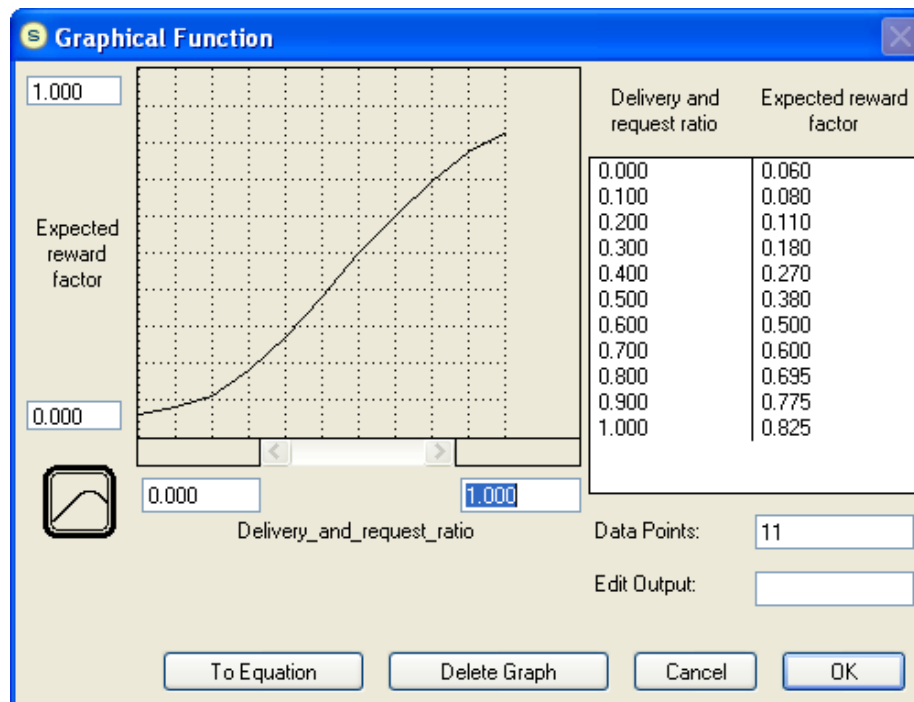 S Graphical Function
1.000
Expected
reward
factor
0.000
0.000
1.000
Delivery_and_request_ratio
Delivery and
request ratio
Expected reward
factor
0.000 0.060
0.100 0.080
0.200 0.110
0.300 0.180
0.400 0.270
0.500 0.380
0.600 0.500
0.700 0.600
0.800 0.695
0.900 0.775
1.000 0.825
Data Points: 11
Edit Output:
To Equation
Delete Graph
Cancel
OK